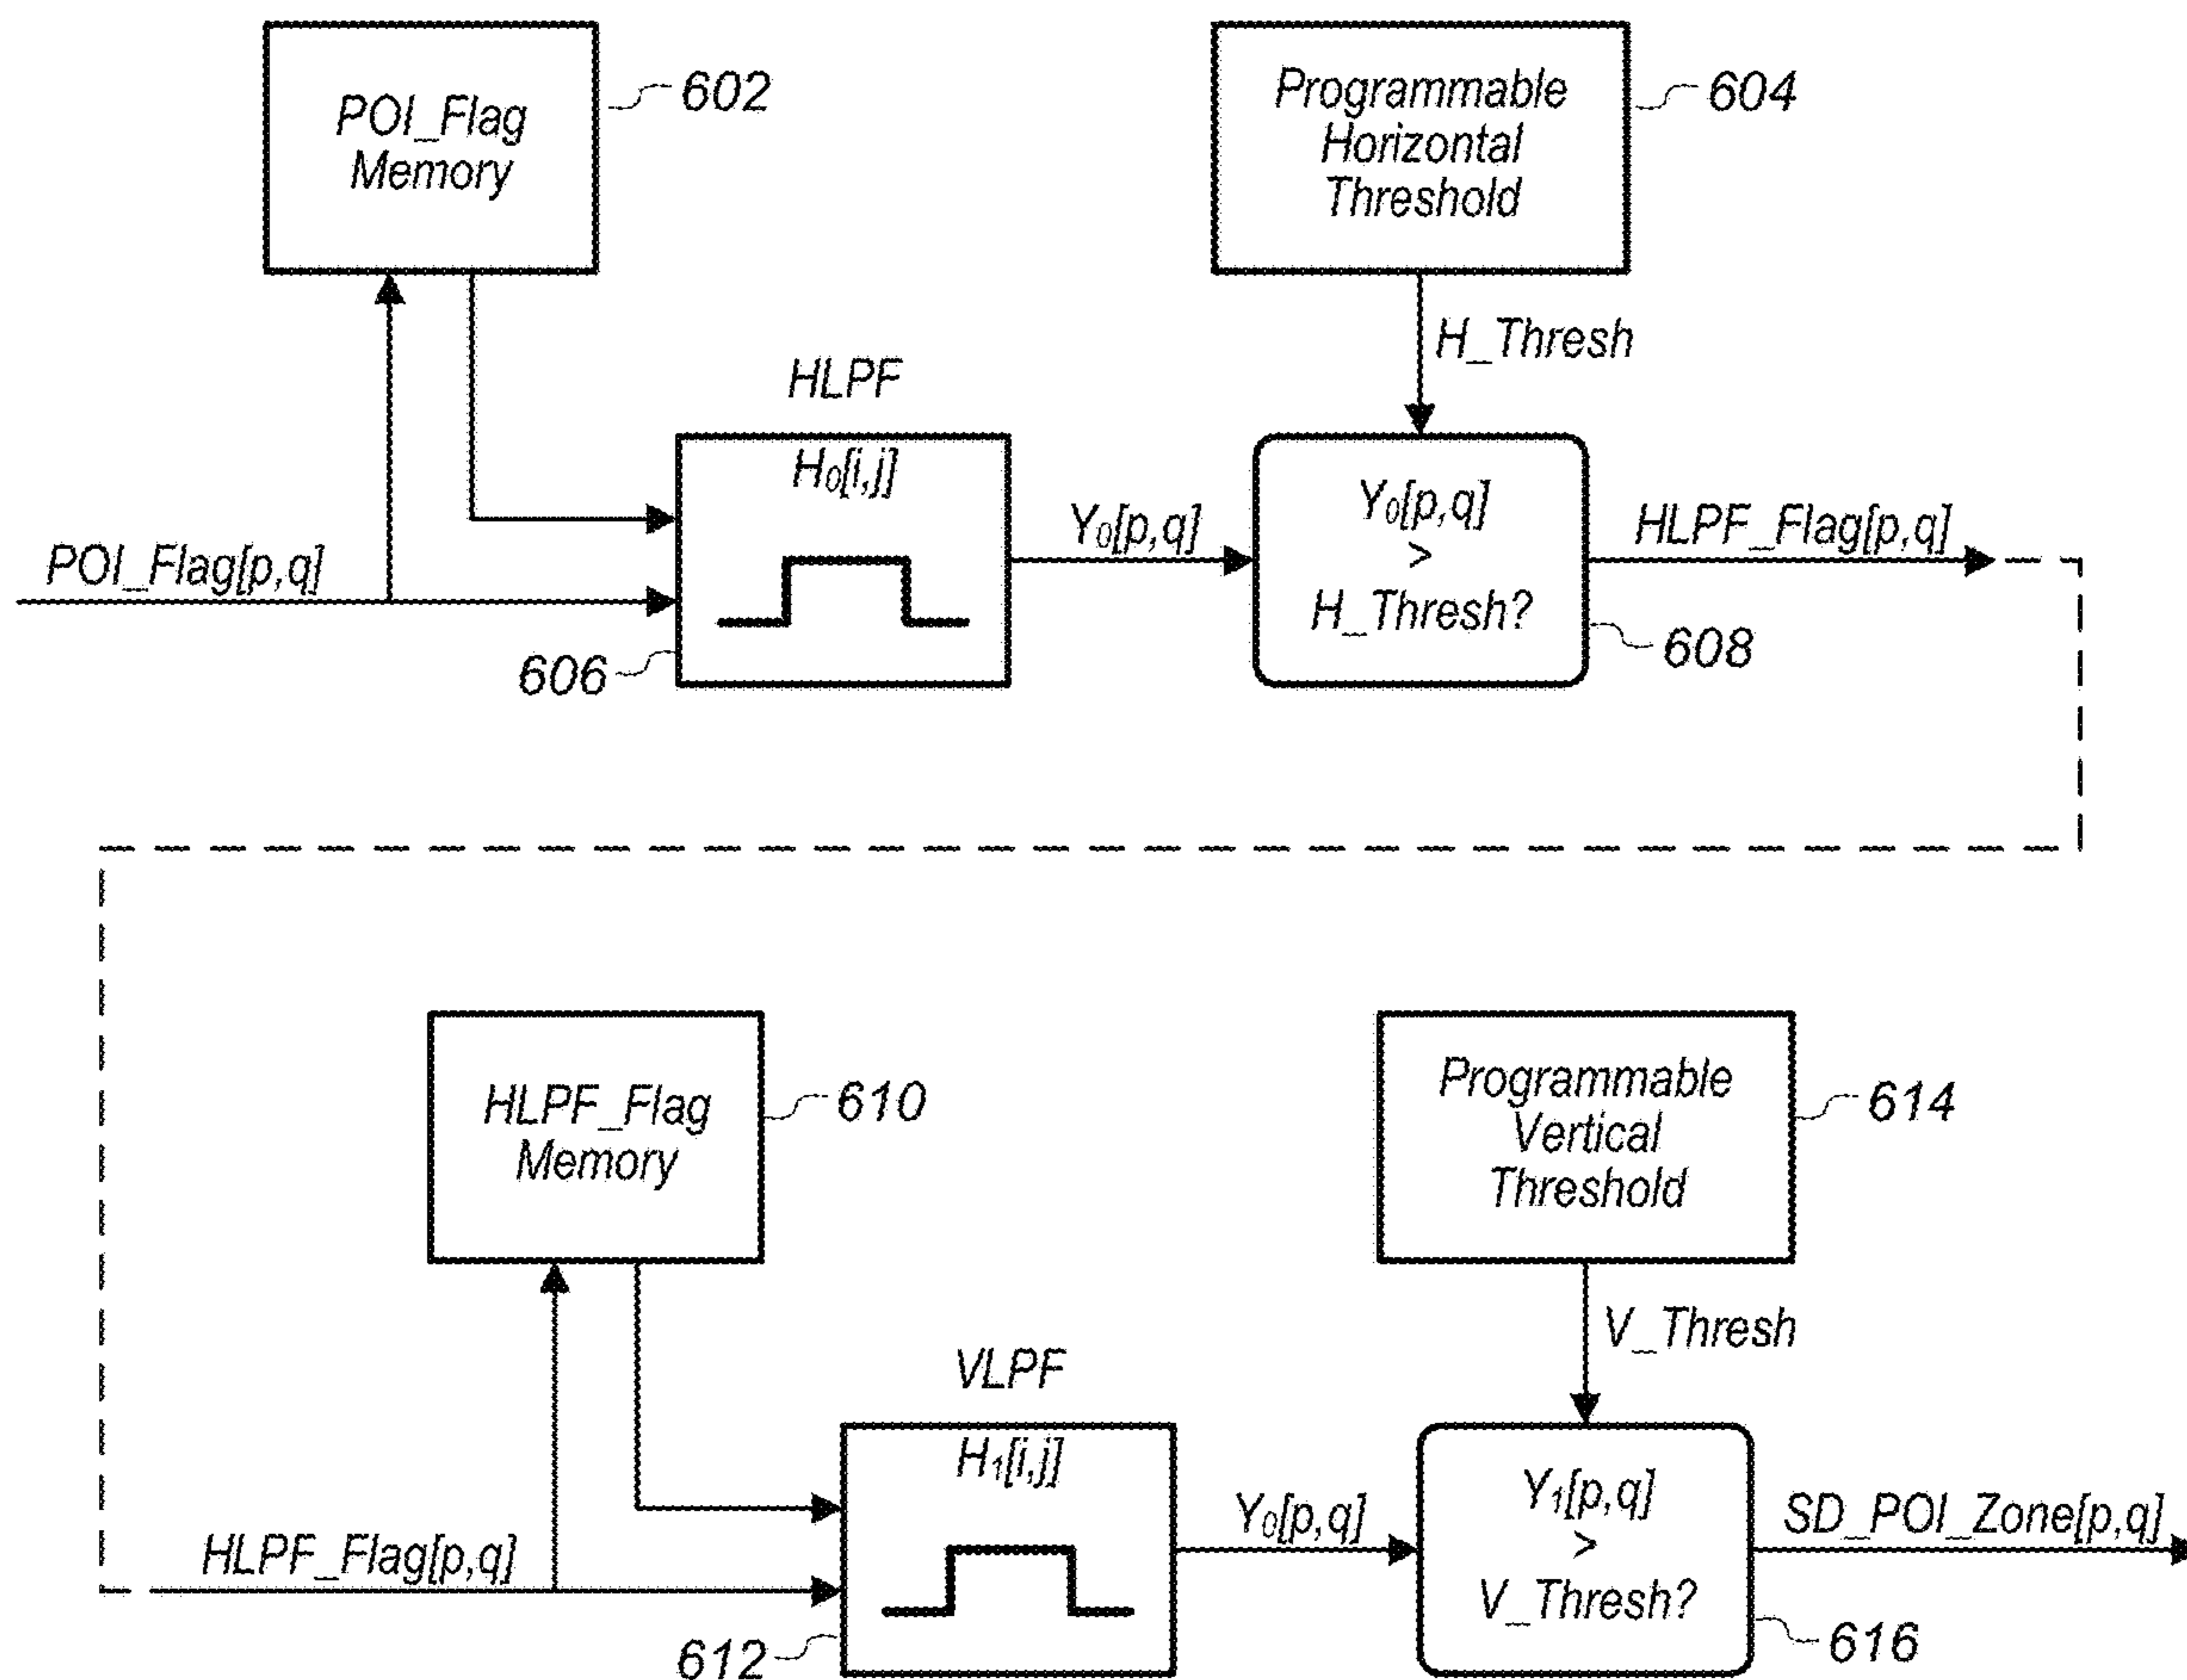 POI_Flag
Memory
602
Programmable
Horizontal
Threshold
604
H_Thresh
HLPF
H₀[i,j]
POI_Flag[p,q]
606
Y₀[p,q]
Y₀[p,q]
>
H_Thresh?
608
HLPF_Flag[p,q]
HLPF_Flag
Memory
610
Programmable
Vertical
Threshold
614
V_Thresh
VLPF
H₁[i,j]
HLPF_Flag[p,q]
612
Y₀[p,q]
Y₁[p,q]
>
V_Thresh?
616
SD_POI_Zone[p,q]